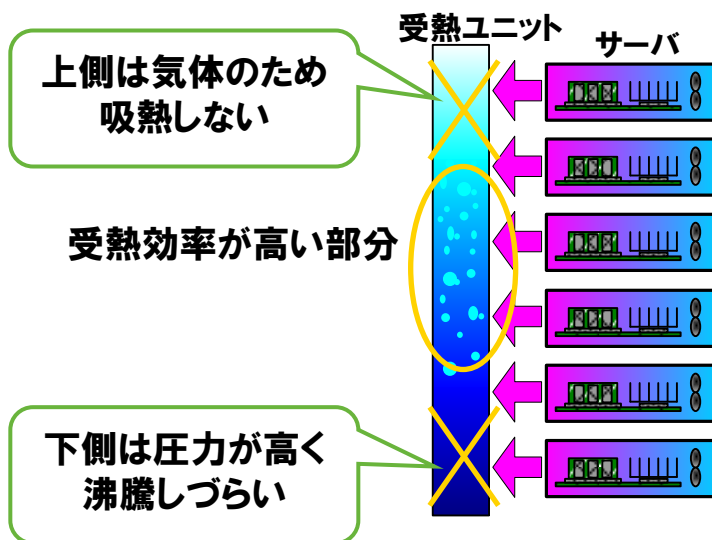 受熱ユニット
サーバ
上側は気体のため
吸熱しない
受熱効率が高い部分
下側は圧力が高く
沸騰しづらい